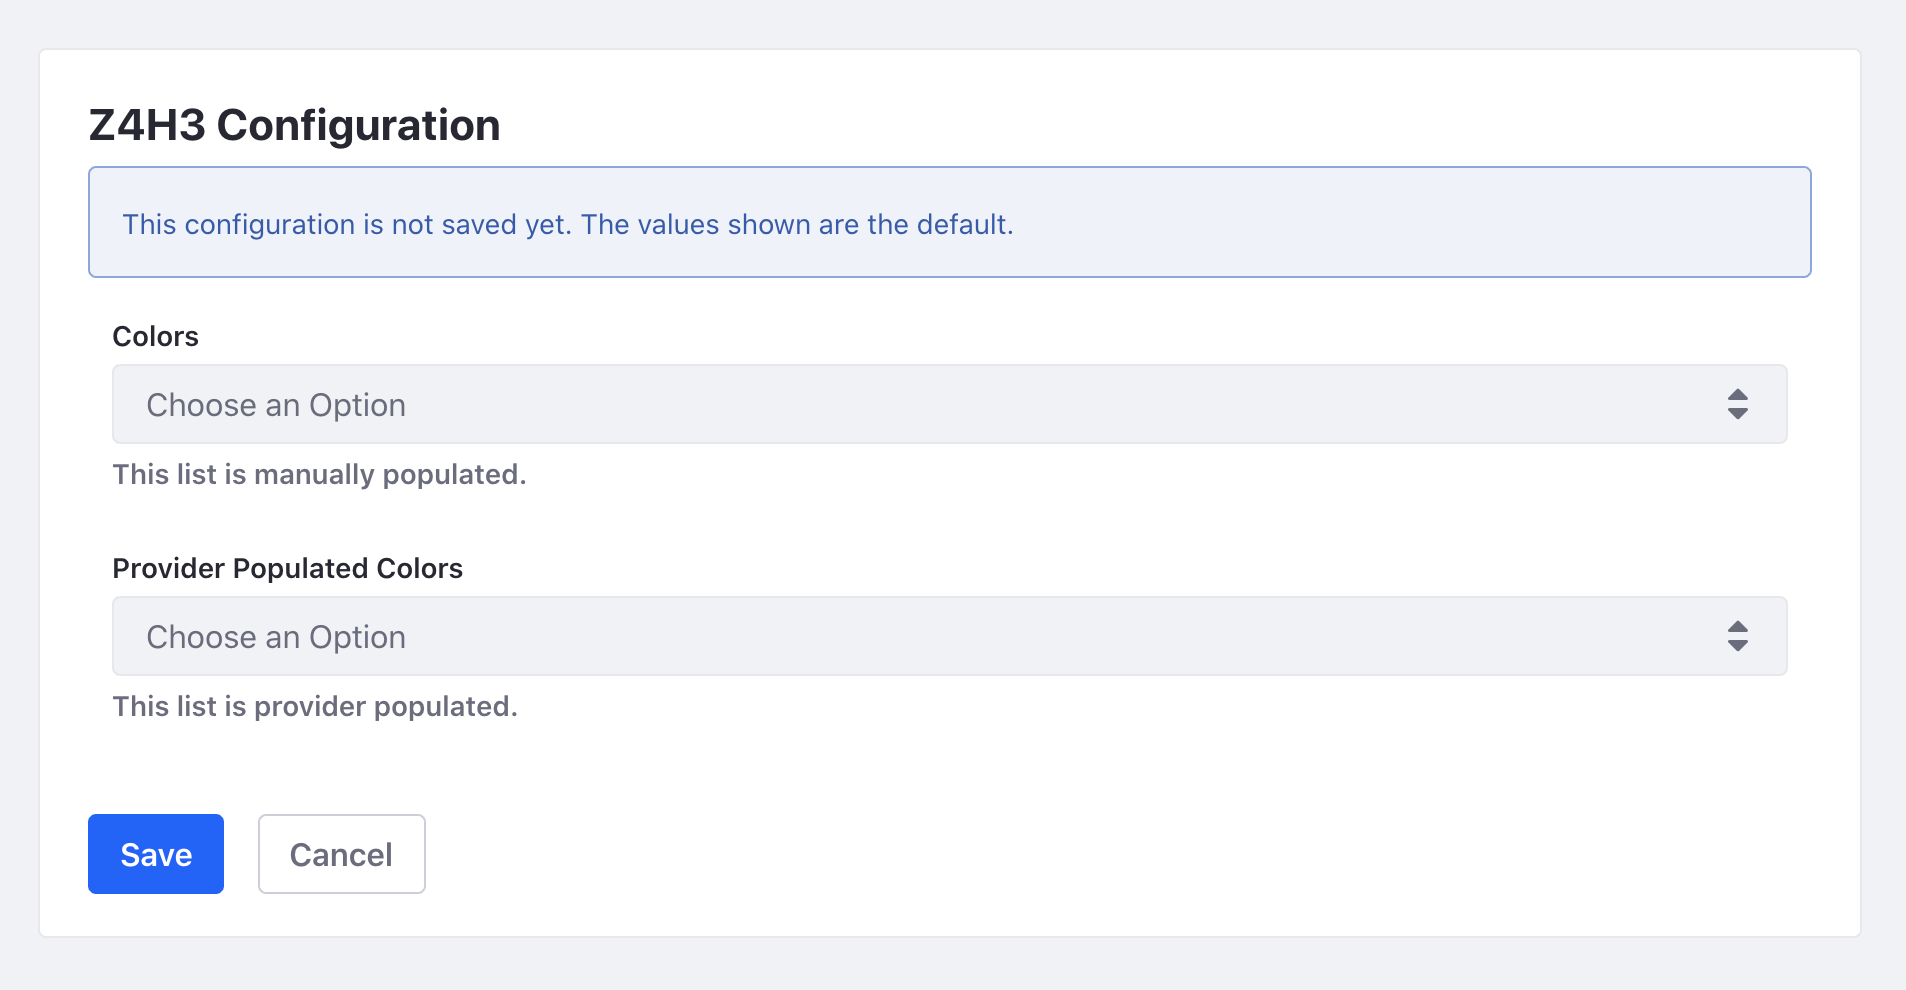 Z4H3 Configuration
This configuration is not saved yet. The values shown are the default.
Colors
Choose an Option
This list is manually populated.
Provider Populated Colors
Choose an Option
This list is provider populated.
Save
Cancel